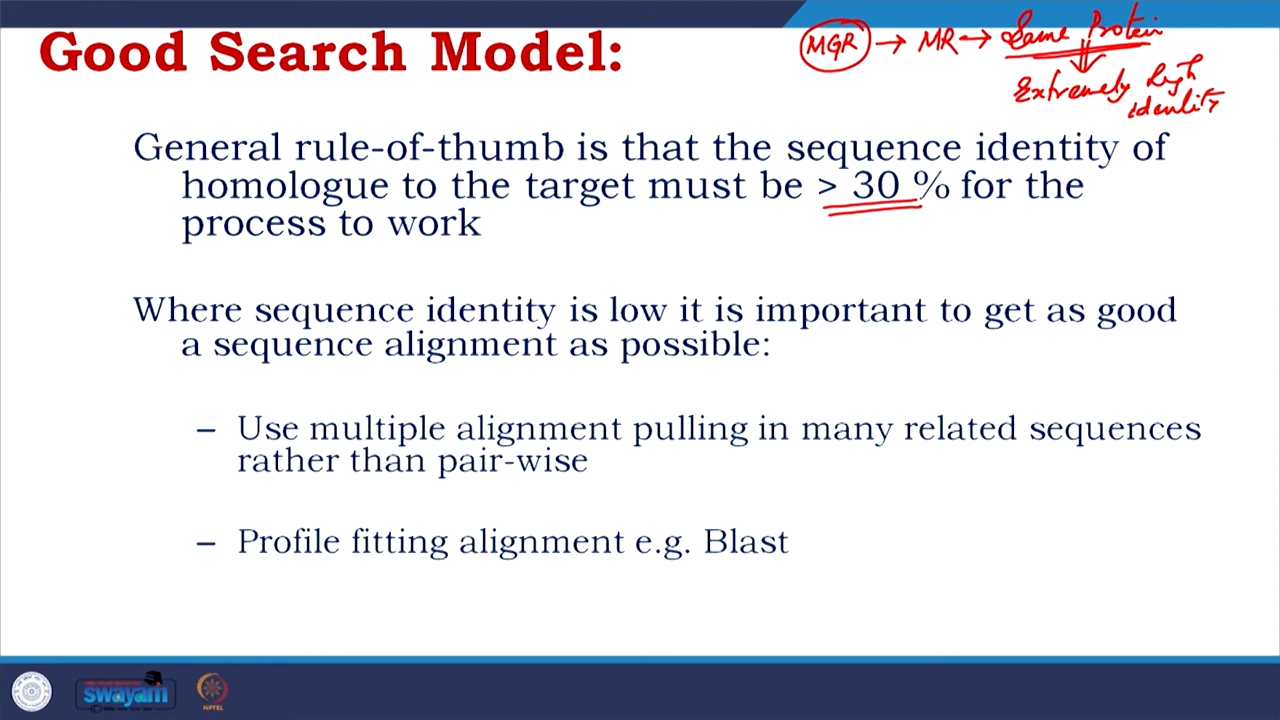 Good Search Model:
MGR → MR → Same Protein
Extremely high
identity
General rule-of-thumb is that the sequence identity of
homologue to the target must be > 30 % for the
process to work
Where sequence identity is low it is important to get as good
a sequence alignment as possible:
– Use multiple alignment pulling in many related sequences
rather than pair-wise
– Profile fitting alignment e.g. Blast
swayam
NPTEL